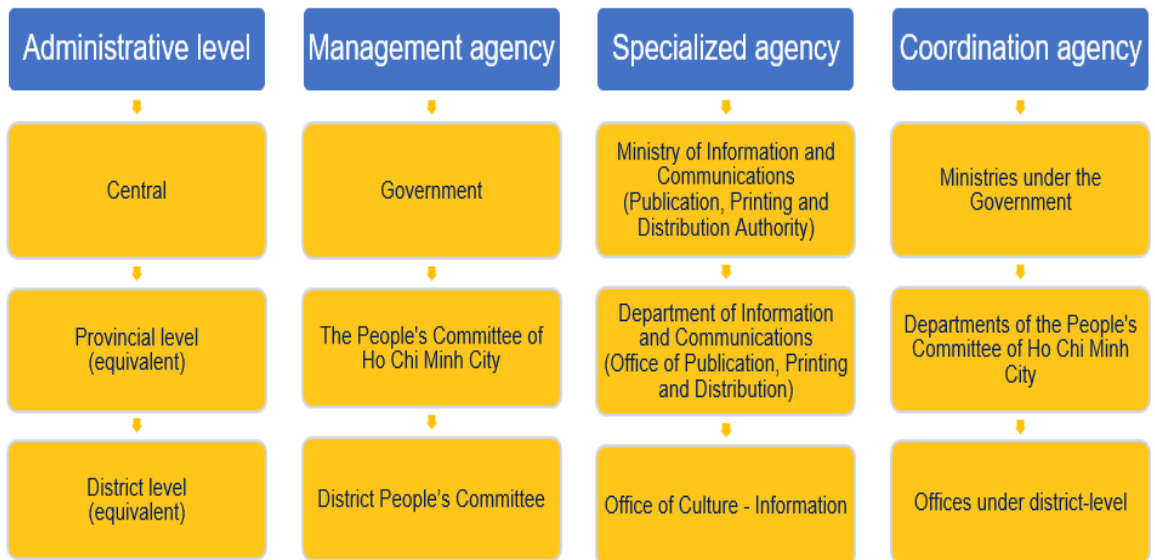 Administrative level
Management agency
Specialized agency
Coordination agency
Central
Government
Ministry of Information and
Communications
(Publication, Printing and
Distribution Authority)
Ministries under the
Government
Provincial level
(equivalent)
The People's Committee of
Ho Chi Minh City
Department of Information
and Communications
(Office of Publication, Printing
and Distribution)
Departments of the People's
Committee of Ho Chi Minh
City
District level
(equivalent)
District People’s Committee
Office of Culture - Information
Offices under district-level